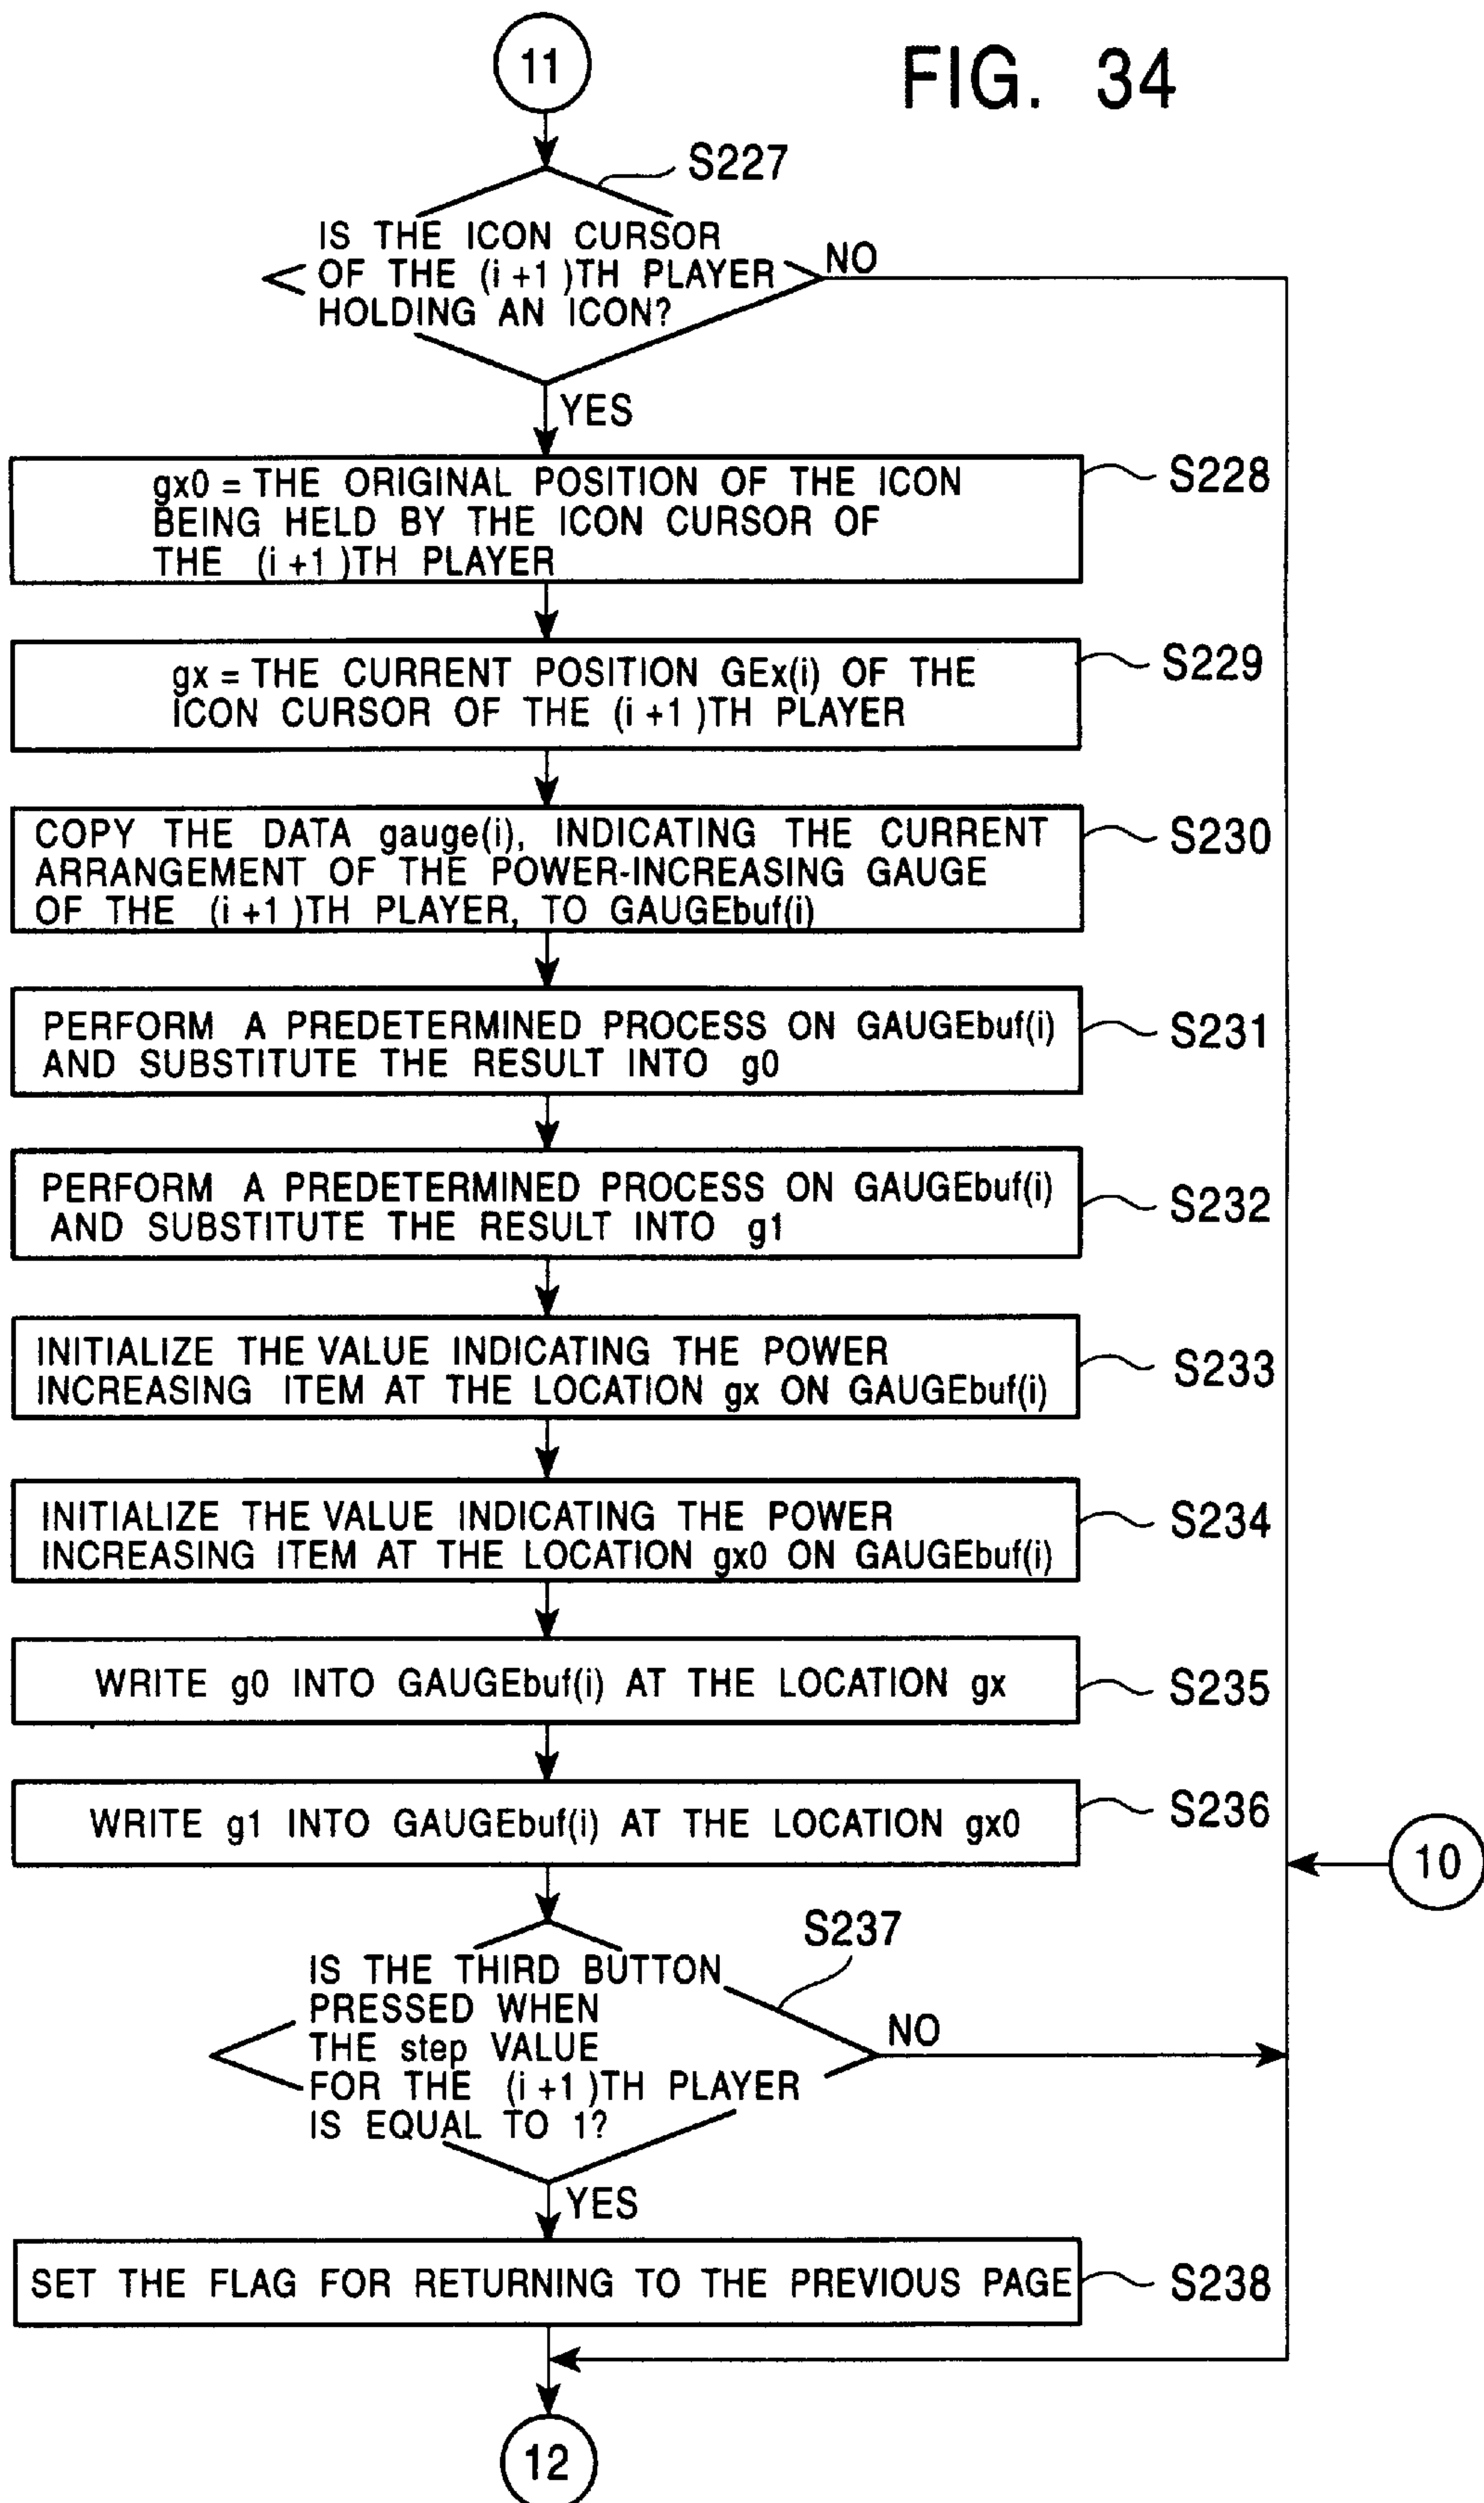 11
FIG. 34
S227
IS THE ICON CURSOR
OF THE (i +1 )TH PLAYER
HOLDING AN ICON?
NO
YES
gx0 = THE ORIGINAL POSITION OF THE ICON
BEING HELD BY THE ICON CURSOR OF
THE (i +1 )TH PLAYER
S228
gx = THE CURRENT POSITION GEx(i) OF THE
ICON CURSOR OF THE (i +1 )TH PLAYER
S229
COPY THE DATA gauge(i), INDICATING THE CURRENT
ARRANGEMENT OF THE POWER-INCREASING GAUGE
OF THE (i +1 )TH PLAYER, TO GAUGEbuf(i)
S230
PERFORM A PREDETERMINED PROCESS ON GAUGEbuf(i)
AND SUBSTITUTE THE RESULT INTO g0
S231
PERFORM A PREDETERMINED PROCESS ON GAUGEbuf(i)
AND SUBSTITUTE THE RESULT INTO g1
S232
INITIALIZE THE VALUE INDICATING THE POWER
INCREASING ITEM AT THE LOCATION gx ON GAUGEbuf(i)
S233
INITIALIZE THE VALUE INDICATING THE POWER
INCREASING ITEM AT THE LOCATION gx0 ON GAUGEbuf(i)
S234
WRITE g0 INTO GAUGEbuf(i) AT THE LOCATION gx
S235
WRITE g1 INTO GAUGEbuf(i) AT THE LOCATION gx0
S236
10
S237
IS THE THIRD BUTTON
PRESSED WHEN
THE step VALUE
FOR THE (i +1 )TH PLAYER
IS EQUAL TO 1?
NO
YES
SET THE FLAG FOR RETURNING TO THE PREVIOUS PAGE
S238
12